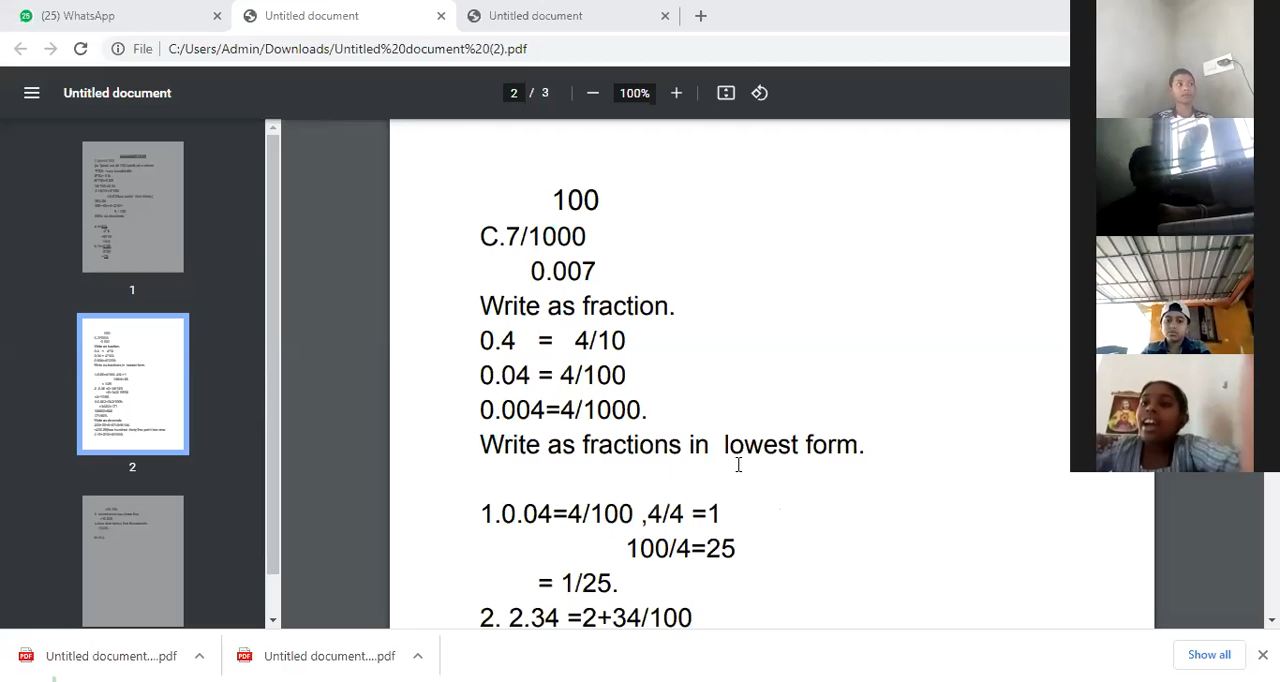 (25) WhatsApp
Untitled document
Untitled document
File
C:/Users/Admin/Downloads/Untitled%20document%20(2).pdf
Untitled document
2 / 3
100%
100
C.7/1000
0.007
Write as fraction.
0.4 = 4/10
0.04 = 4/100
0.004=4/1000.
Write as fractions in lowest form.
1.0.04=4/100 ,4/4 =1
100/4=25
= 1/25.
2. 2.34 =2+34/100
1
2
Untitled document....pdf
Untitled document....pdf
Show all